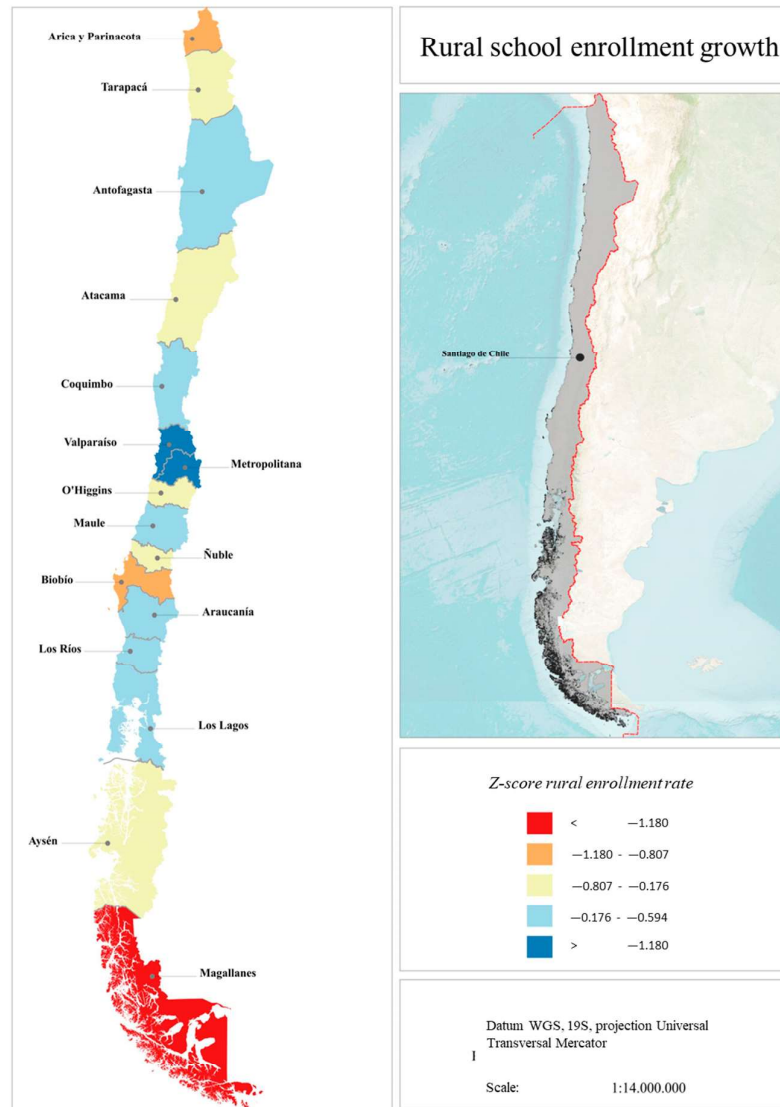 Arica y Parinacota
Tarapacá
Antofagasta
Atacama
Coquimbo
Valparaíso
Metropolitana
O'Higgins
Maule
Ñuble
Biobío
Araucanía
Los Ríos
Los Lagos
Aysén
Magallanes
Rural school enrollment growth
Santiago de Chile
Z-score rural enrollment rate
< −1.180
−1.180 - −0.807
−0.807 - −0.176
−0.176 - −0.594
> −1.180
Datum WGS, 19S, projection Universal
Transversal Mercator
I
Scale: 1:14.000.000